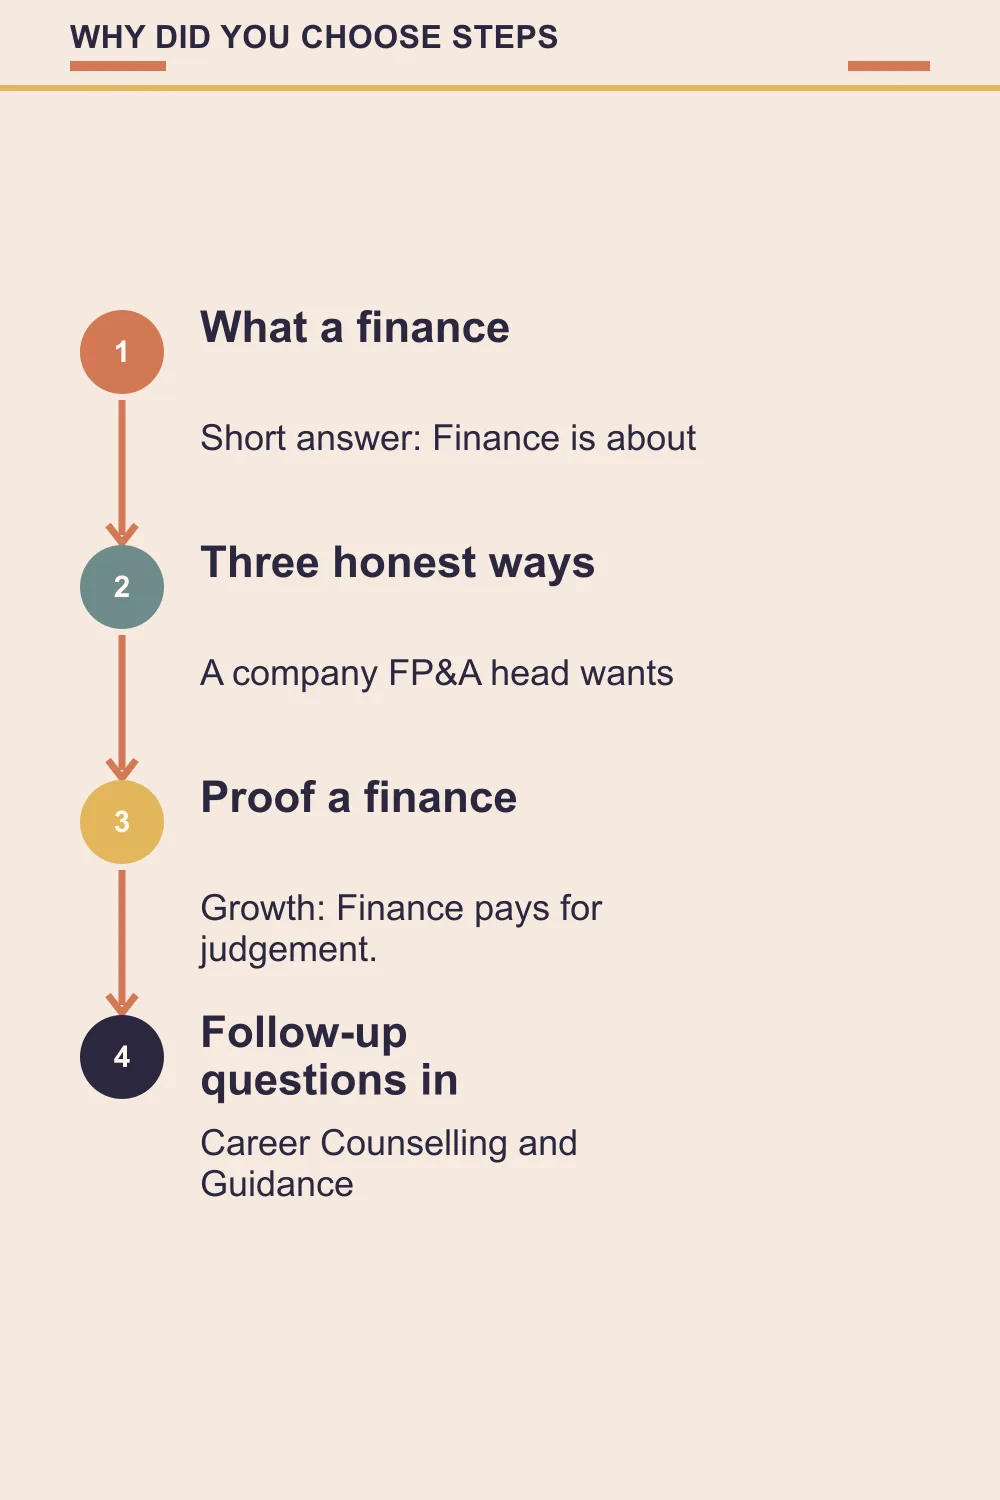 WHY DID YOU CHOOSE STEPS
1
What a finance
Short answer: Finance is about
2
Three honest ways
A company FP&A head wants
3
Proof a finance
Growth: Finance pays for
judgement.
4
Follow-up
questions in
Career Counselling and
Guidance